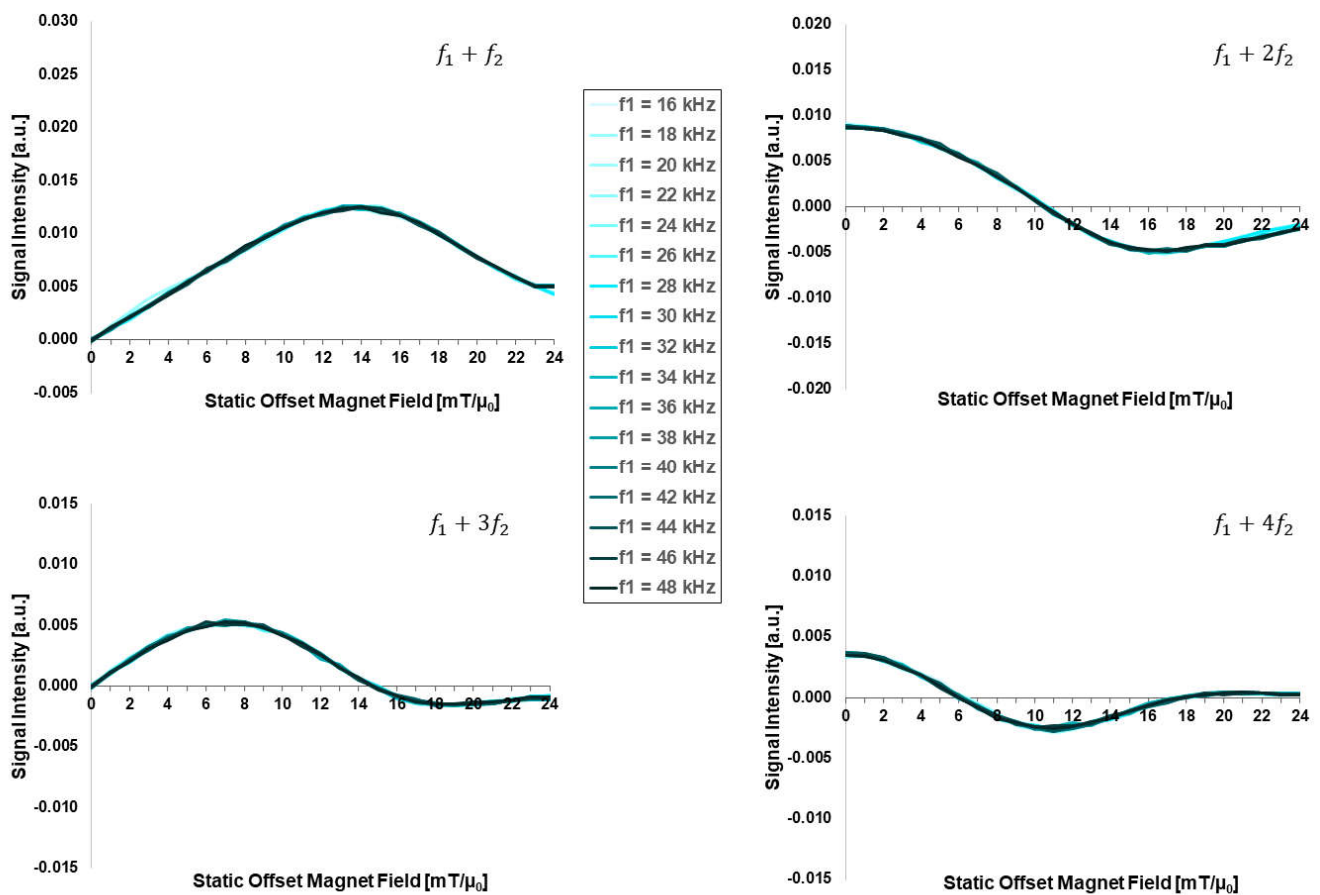 f₁ + f₂
Signal Intensity [a.u.]
0.030
0.025
0.020
0.015
0.010
0.005
0.000
-0.005
0 2 4 6 8 10 12 14 16 18 20 22 24
Static Offset Magnet Field [mT/μ₀]
f1 = 16 kHz
f1 = 18 kHz
f1 = 20 kHz
f1 = 22 kHz
f1 = 24 kHz
f1 = 26 kHz
f1 = 28 kHz
f1 = 30 kHz
f1 = 32 kHz
f1 = 34 kHz
f1 = 36 kHz
f1 = 38 kHz
f1 = 40 kHz
f1 = 42 kHz
f1 = 44 kHz
f1 = 46 kHz
f1 = 48 kHz
f₁ + 2f₂
Signal Intensity [a.u.]
0.020
0.015
0.010
0.005
0.000
-0.005
-0.010
-0.015
-0.020
0 2 4 6 8 10 12 14 16 18 20 22 24
Static Offset Magnet Field [mT/μ₀]
f₁ + 3f₂
Signal Intensity [a.u.]
0.015
0.010
0.005
0.000
-0.005
-0.010
-0.015
0 2 4 6 8 10 12 14 16 18 20 22 24
Static Offset Magnet Field [mT/μ₀]
f₁ + 4f₂
Signal Intensity [a.u.]
0.015
0.010
0.005
0.000
-0.005
-0.010
-0.015
0 2 4 6 8 10 12 14 16 18 20 22 24
Static Offset Magnet Field [mT/μ₀]